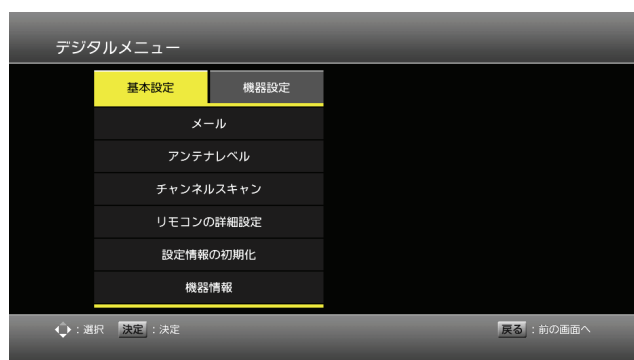 デジタルメニュー
基本設定 機器設定
メール
アンテナレベル
チャンネルスキャン
リモコンの詳細設定
設定情報の初期化
機器情報
：選択 決定：決定 戻る：前の画面へ